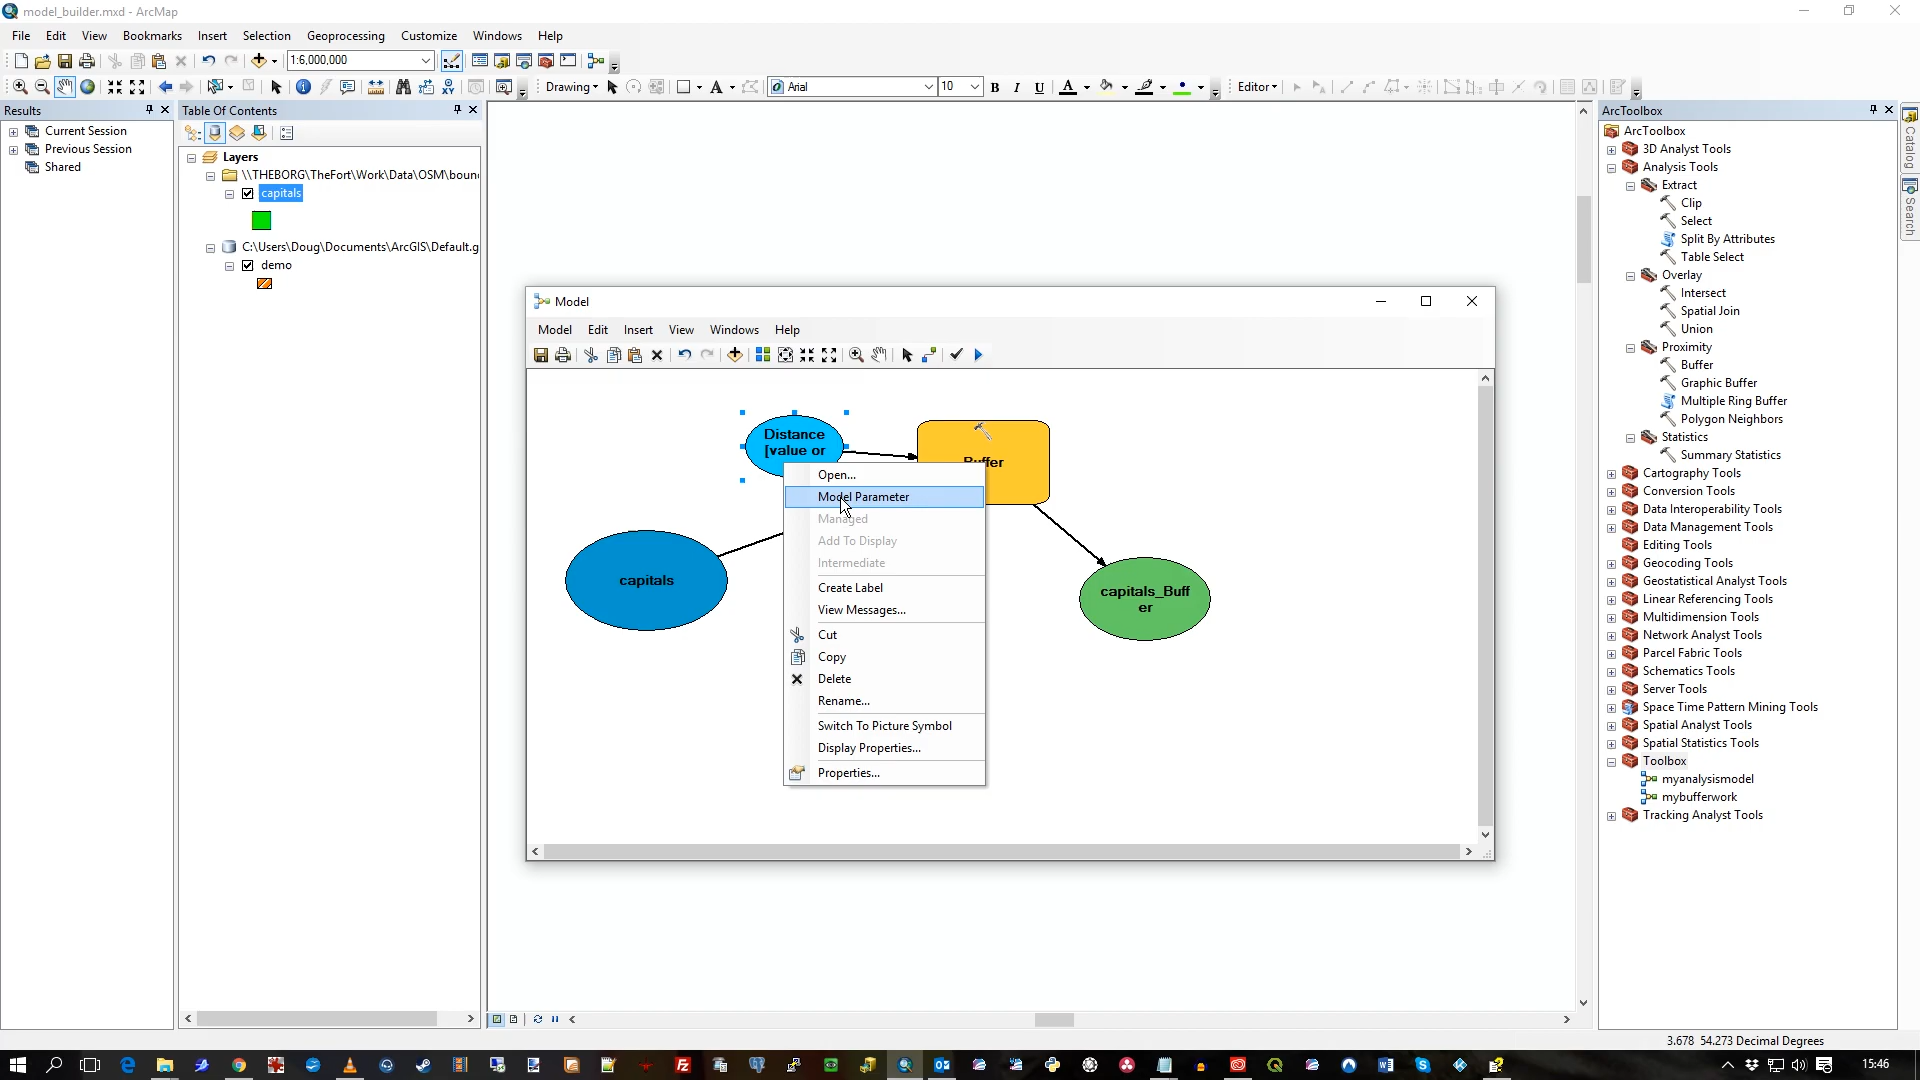 model_builder.mxd - ArcMap
File Edit View Bookmarks Insert Selection Geoprocessing Customize Windows Help
1:6,000,000
Drawing Arial 10 B I U A Editor
Results
Current Session
Previous Session
Shared
Table Of Contents
Layers
\\THEBORG\TheFort\Work\Data\OSM\boun
capitals
C:\Users\Doug\Documents\ArcGIS\Default.g
demo
Model
Model Edit Insert View Windows Help
Distance
[value or
Buffer
capitals
capitals_Buff
er
Open...
Model Parameter
Managed
Add To Display
Intermediate
Create Label
View Messages...
Cut
Copy
Delete
Rename...
Switch To Picture Symbol
Display Properties...
Properties...
ArcToolbox
ArcToolbox
3D Analyst Tools
Analysis Tools
Extract
Clip
Select
Split By Attributes
Table Select
Overlay
Intersect
Spatial Join
Union
Proximity
Buffer
Graphic Buffer
Multiple Ring Buffer
Polygon Neighbors
Statistics
Summary Statistics
Cartography Tools
Conversion Tools
Data Interoperability Tools
Data Management Tools
Editing Tools
Geocoding Tools
Geostatistical Analyst Tools
Linear Referencing Tools
Multidimension Tools
Network Analyst Tools
Parcel Fabric Tools
Schematics Tools
Server Tools
Space Time Pattern Mining Tools
Spatial Analyst Tools
Spatial Statistics Tools
Toolbox
myanalysismodel
mybufferwork
Tracking Analyst Tools
Catalog
Search
3.678 54.273 Decimal Degrees
15:46